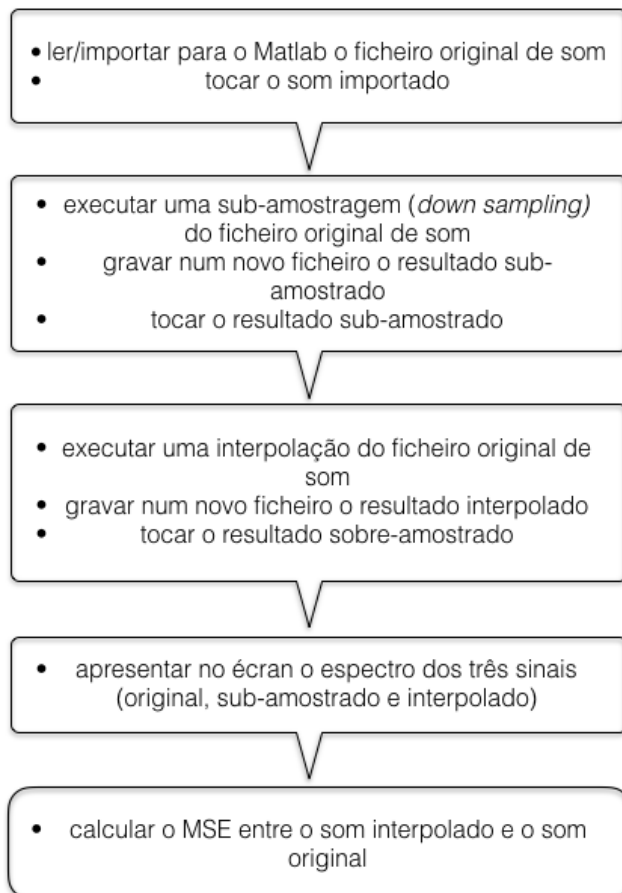 • ler/importar para o Matlab o ficheiro original de som
• tocar o som importado
• executar uma sub-amostragem (down sampling)
do ficheiro original de som
• gravar num novo ficheiro o resultado sub-
amostrado
• tocar o resultado sub-amostrado
• executar uma interpolação do ficheiro original de
som
• gravar num novo ficheiro o resultado interpolado
• tocar o resultado sobre-amostrado
• apresentar no écran o espectro dos três sinais
(original, sub-amostrado e interpolado)
• calcular o MSE entre o som interpolado e o som
original